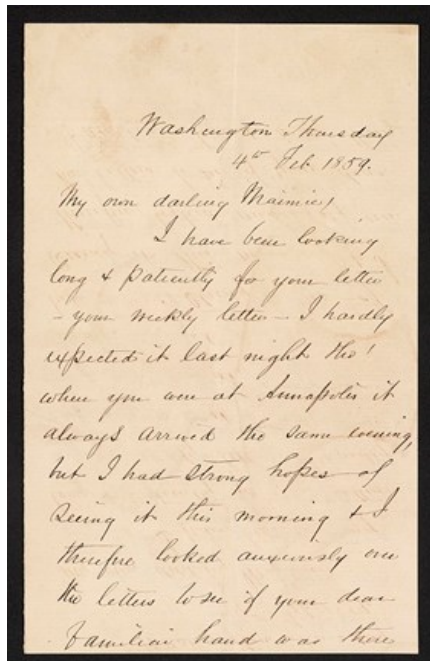 Washington Thursday
4th Feb. 1859.
My own darling Maimie,
I have been looking
long & patiently for your letter
- your weekly letter - I hardly
expected it last night tho'
when you were at Annapolis it
always arrived the same evening,
but I had strong hopes of
seeing it this morning & I
therefore looked anxiously over
the letters to see if your dear
familiar hand was there